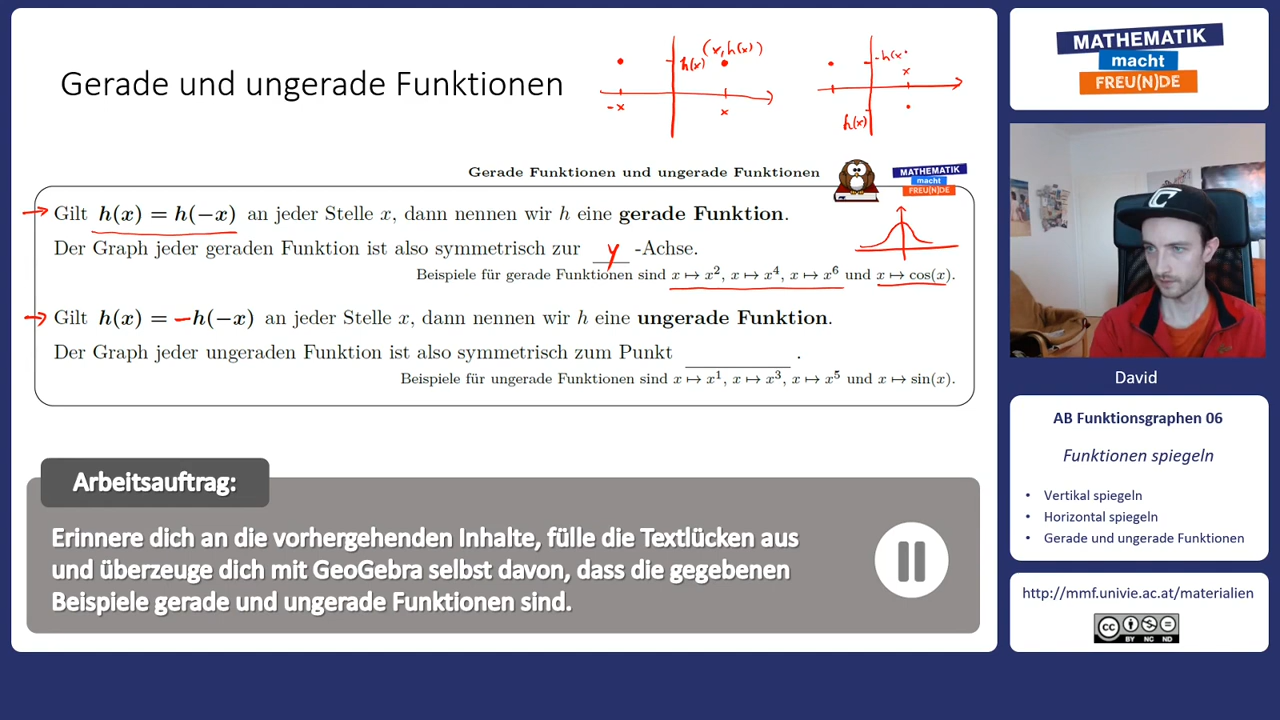 Gerade und ungerade Funktionen
(x, h(x))
h(x)
-x
x
-h(x)
x
h(x)
Gerade Funktionen und ungerade Funktionen
MATHEMATIK
macht
FREU(N)DE
Gilt h(x) = h(−x) an jeder Stelle x, dann nennen wir h eine gerade Funktion.
Der Graph jeder geraden Funktion ist also symmetrisch zur y -Achse.
Beispiele für gerade Funktionen sind x ↦ x², x ↦ x⁴, x ↦ x⁶ und x ↦ cos(x).
Gilt h(x) = −h(−x) an jeder Stelle x, dann nennen wir h eine ungerade Funktion.
Der Graph jeder ungeraden Funktion ist also symmetrisch zum Punkt ________ .
Beispiele für ungerade Funktionen sind x ↦ x¹, x ↦ x³, x ↦ x⁵ und x ↦ sin(x).
Arbeitsauftrag:
Erinnere dich an die vorhergehenden Inhalte, fülle die Textlücken aus
und überzeuge dich mit GeoGebra selbst davon, dass die gegebenen
Beispiele gerade und ungerade Funktionen sind.
MATHEMATIK
macht
FREU(N)DE
David
AB Funktionsgraphen 06
Funktionen spiegeln
• Vertikal spiegeln
• Horizontal spiegeln
• Gerade und ungerade Funktionen
http://mmf.univie.ac.at/materialien
cc
BY NC ND